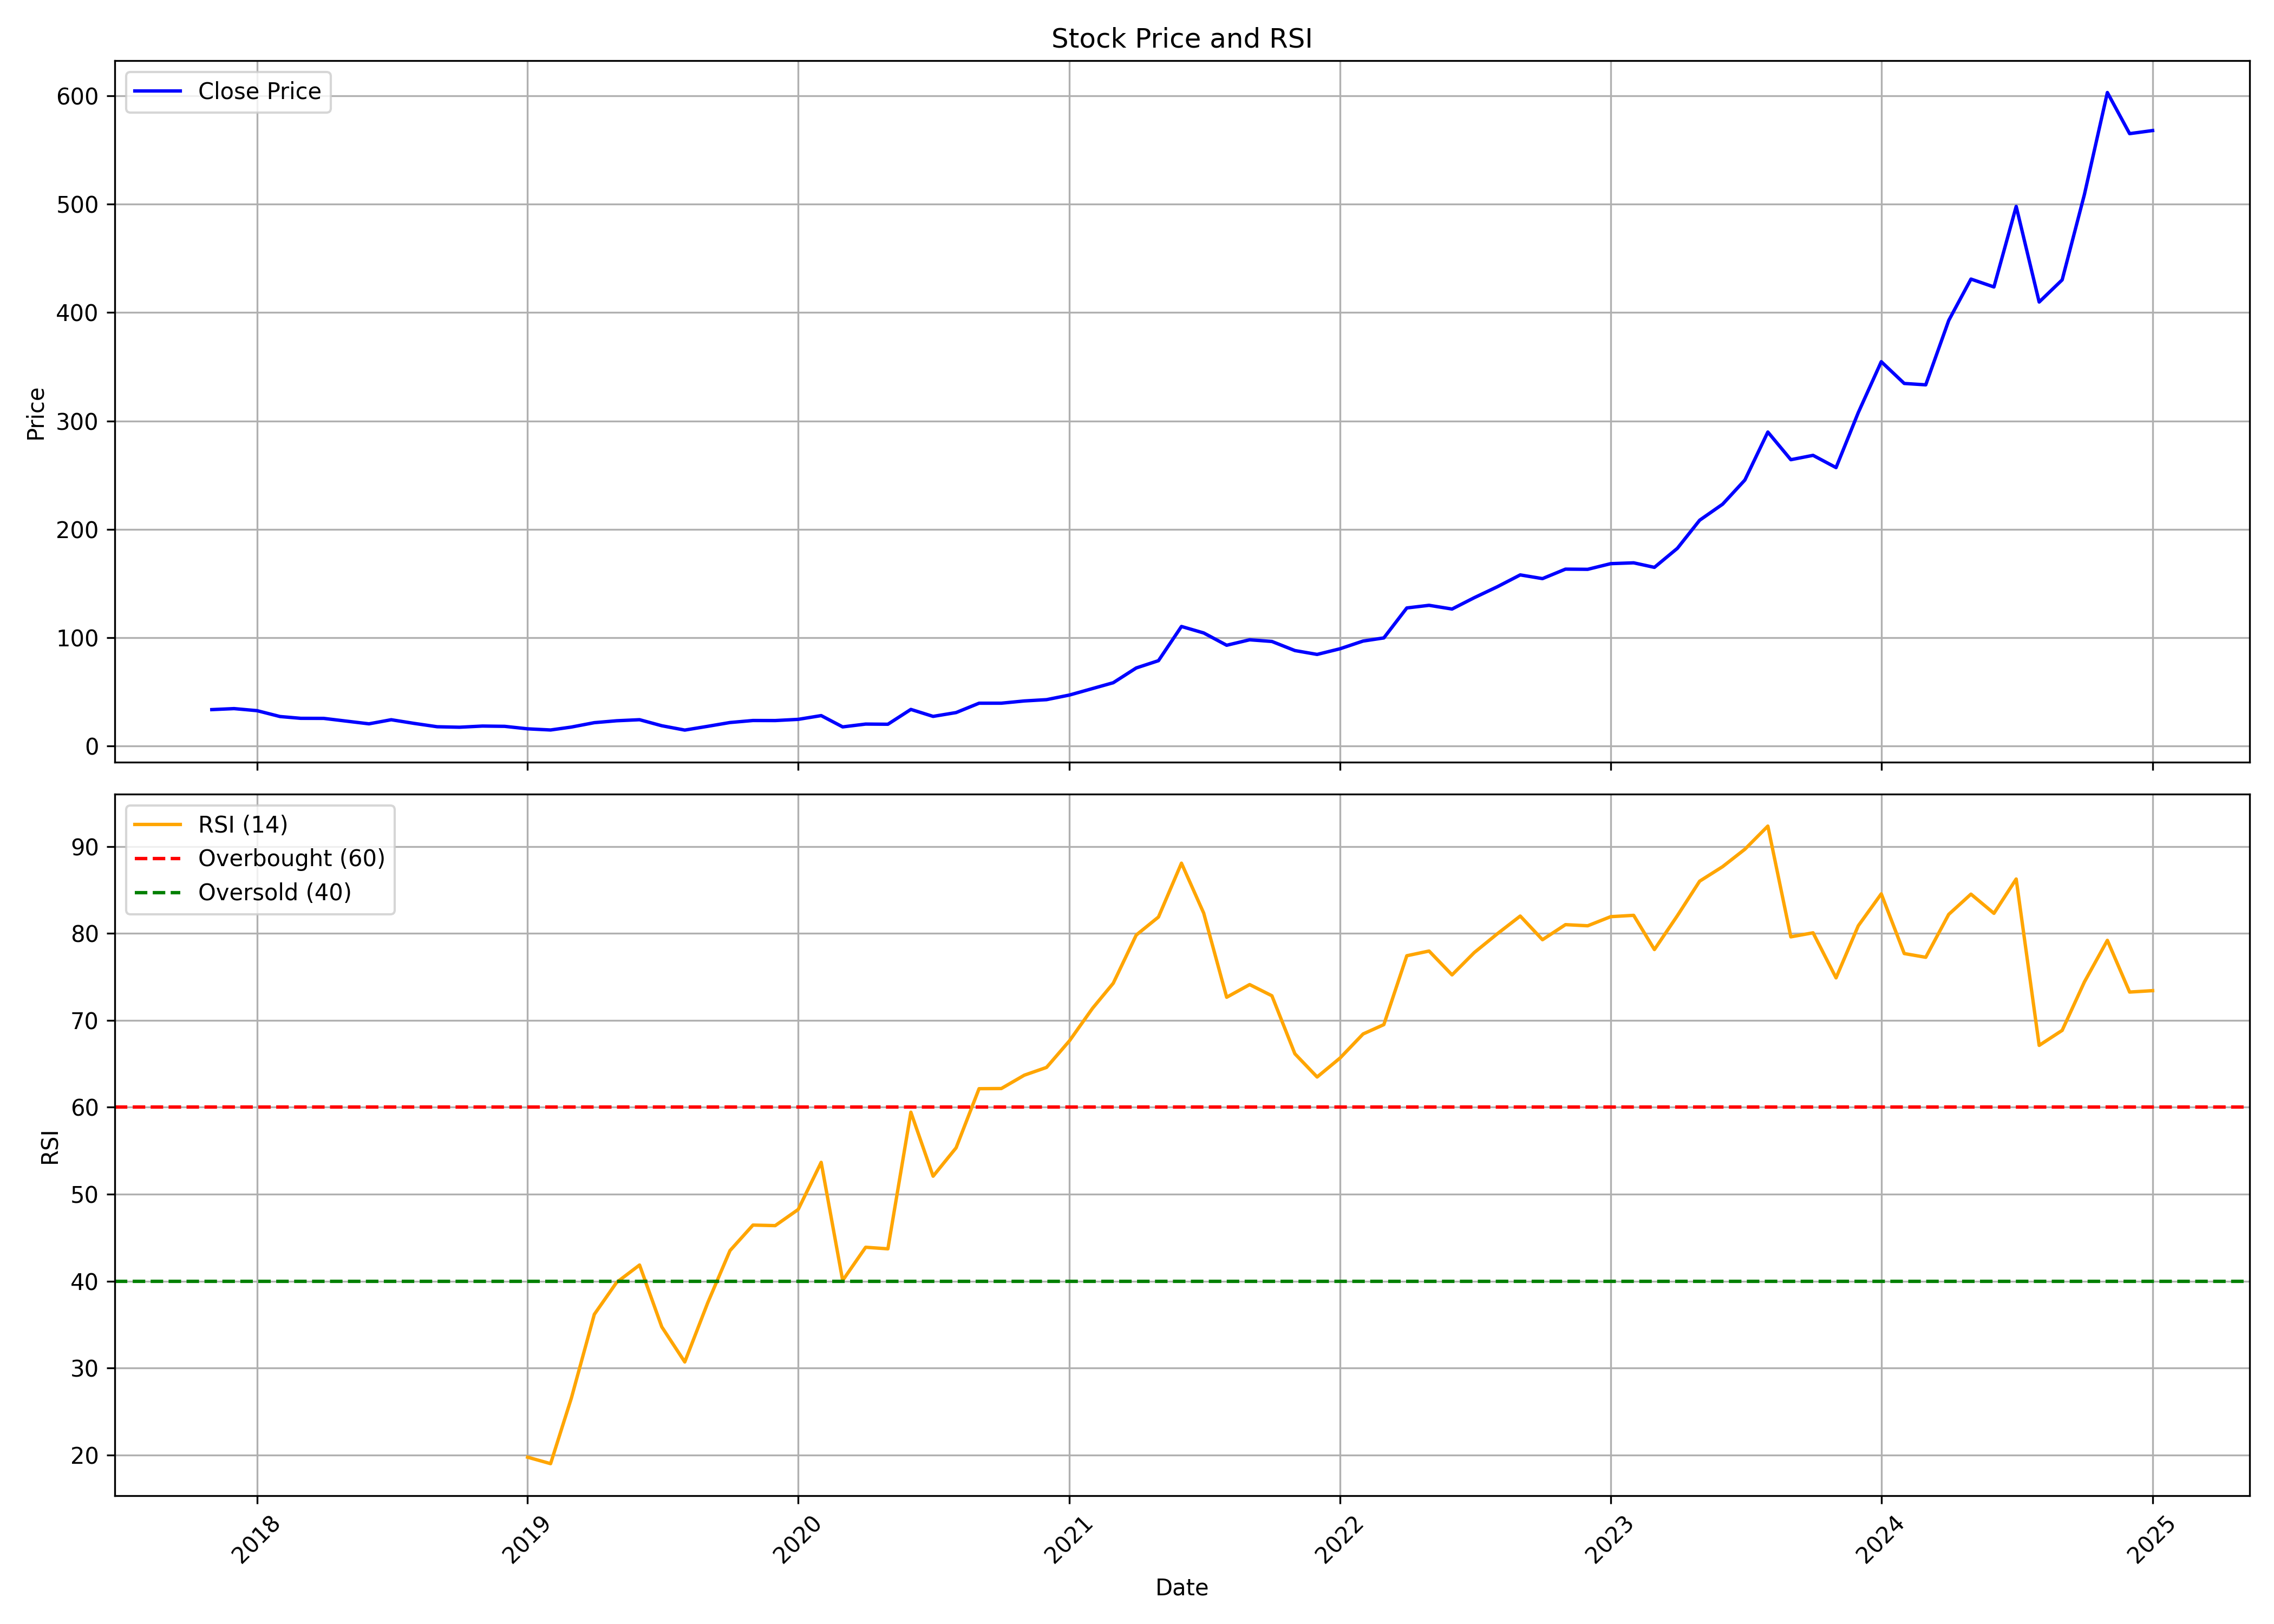 Stock Price and RSI
Close Price
600
500
400
300
200
100
0
Price
RSI (14)
Overbought (60)
Oversold (40)
90
80
70
60
50
40
30
20
RSI
2018
2019
2020
2021
2022
2023
2024
2025
Date